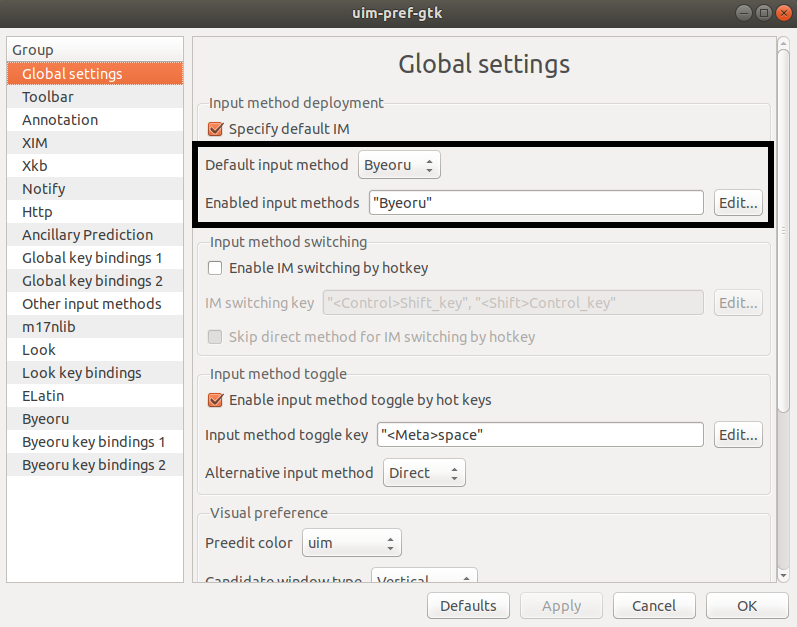 uim-pref-gtk
Group
Global settings
Toolbar
Annotation
XIM
Xkb
Notify
Http
Ancillary Prediction
Global key bindings 1
Global key bindings 2
Other input methods
m17nlib
Look
Look key bindings
ELatin
Byeoru
Byeoru key bindings 1
Byeoru key bindings 2
Global settings
Input method deployment
Specify default IM
Default input method Byeoru
Enabled input methods "Byeoru" Edit...
Input method switching
Enable IM switching by hotkey
IM switching key "<Control>Shift_key", "<Shift>Control_key" Edit...
Skip direct method for IM switching by hotkey
Input method toggle
Enable input method toggle by hot keys
Input method toggle key "<Meta>space" Edit...
Alternative input method Direct
Visual preference
Preedit color uim
Candidate window type Vertical
Defaults Apply Cancel OK